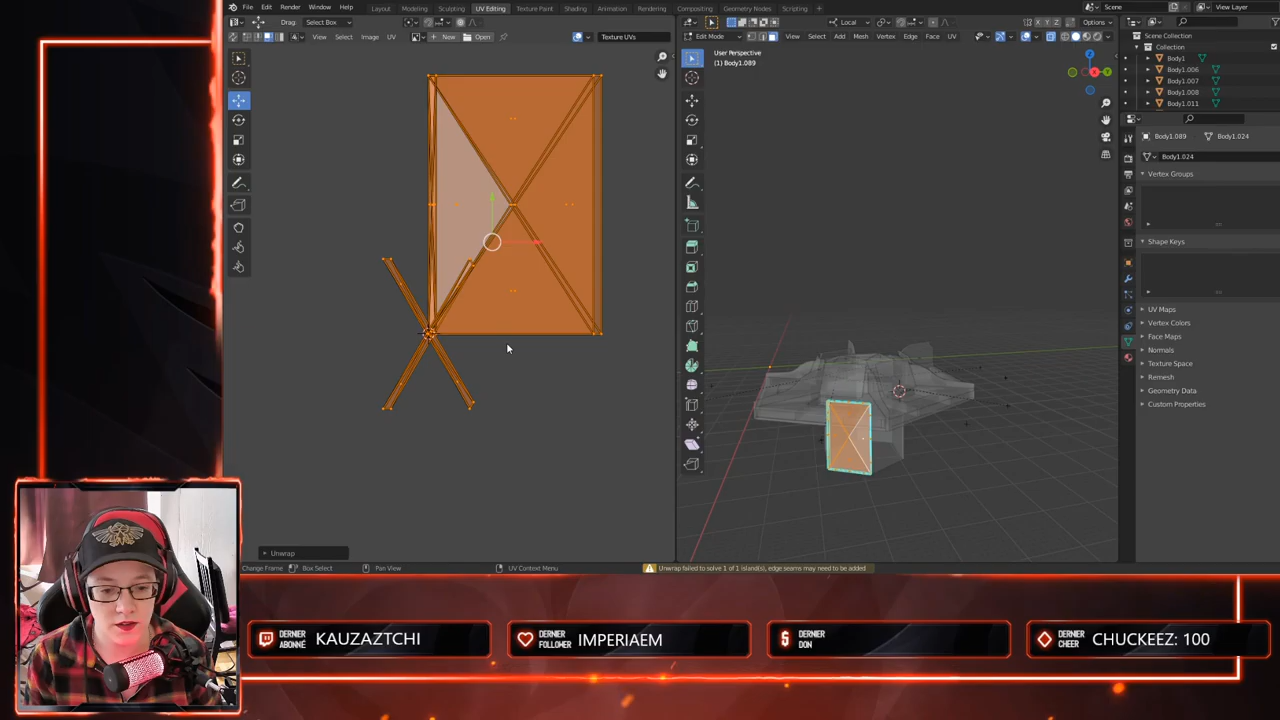 File Edit Render Window Help Layout Modeling Sculpting UV Editing Texture Paint Shading Animation Rendering Compositing Scripting Scene View Layer
Drag: Select Box Local Options
View Select Image UV New Open Texture UVs Edit Mode View Select Add Mesh Vertex Edge Face UV
User Perspective
(1) Body1.089
Scene Collection
Collection
Body1
Body1.006
Body1.007
Body1.008
Body1.011
Body1.089 Body1.024
Body1.024
Vertex Groups
Shape Keys
UV Maps
Vertex Colors
Face Maps
Normals
Texture Space
Remesh
Geometry Data
Custom Properties
Unwrap
Change Frame Box Select Pan View UV Context Menu Unwrap failed to solve 1 of 1 island(s), edge seams may need to be added
DERNIER
ABONNE
KAUZAZTCHI
DERNIER
FOLLOWER
IMPERIAEM
DERNIER
DON
DERNIER
CHEER
CHUCKEEZ: 100